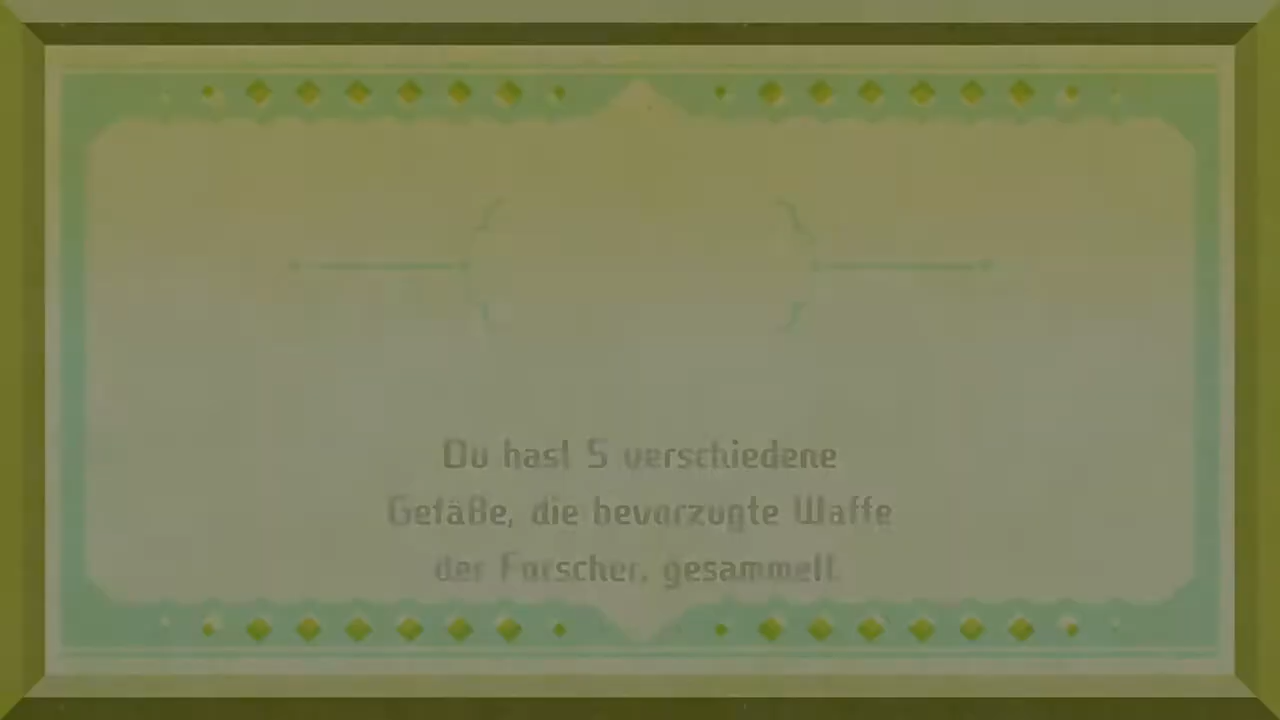 Du hast 5 verschiedene
Gefäße, die bevorzugte Waffe
der Forscher, gesammelt.